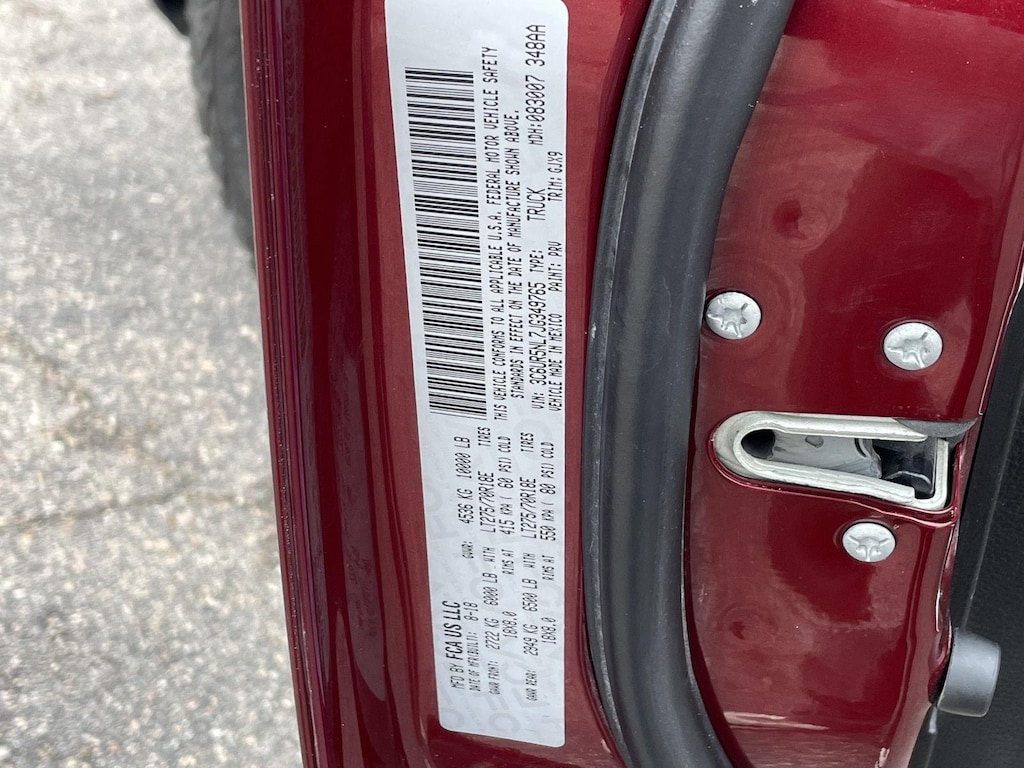 MFD BY FCA US LLC
DATE OF MFR(BUILT): 8-18 GVWR: 4536 KG 10000 LB
GAWR FRONT: 2722 KG 6000 LB WITH LT275/70R18E TIRES
18X8.0 RIMS AT 415 KPA ( 60 PSI) COLD
GAWR REAR: 2949 KG 6500 LB WITH LT275/70R18E TIRES
18X8.0 RIMS AT 550 KPA ( 80 PSI) COLD
THIS VEHICLE CONFORMS TO ALL APPLICABLE U.S.A. FEDERAL MOTOR VEHICLE SAFETY
STANDARDS IN EFFECT ON THE DATE OF MANUFACTURE SHOWN ABOVE.
VIN: 3C6UR5NL7JG349765 TYPE: TRUCK MDH:083007 348AA
VEHICLE MADE IN MEXICO PAINT: PRV TRIM: GJX9